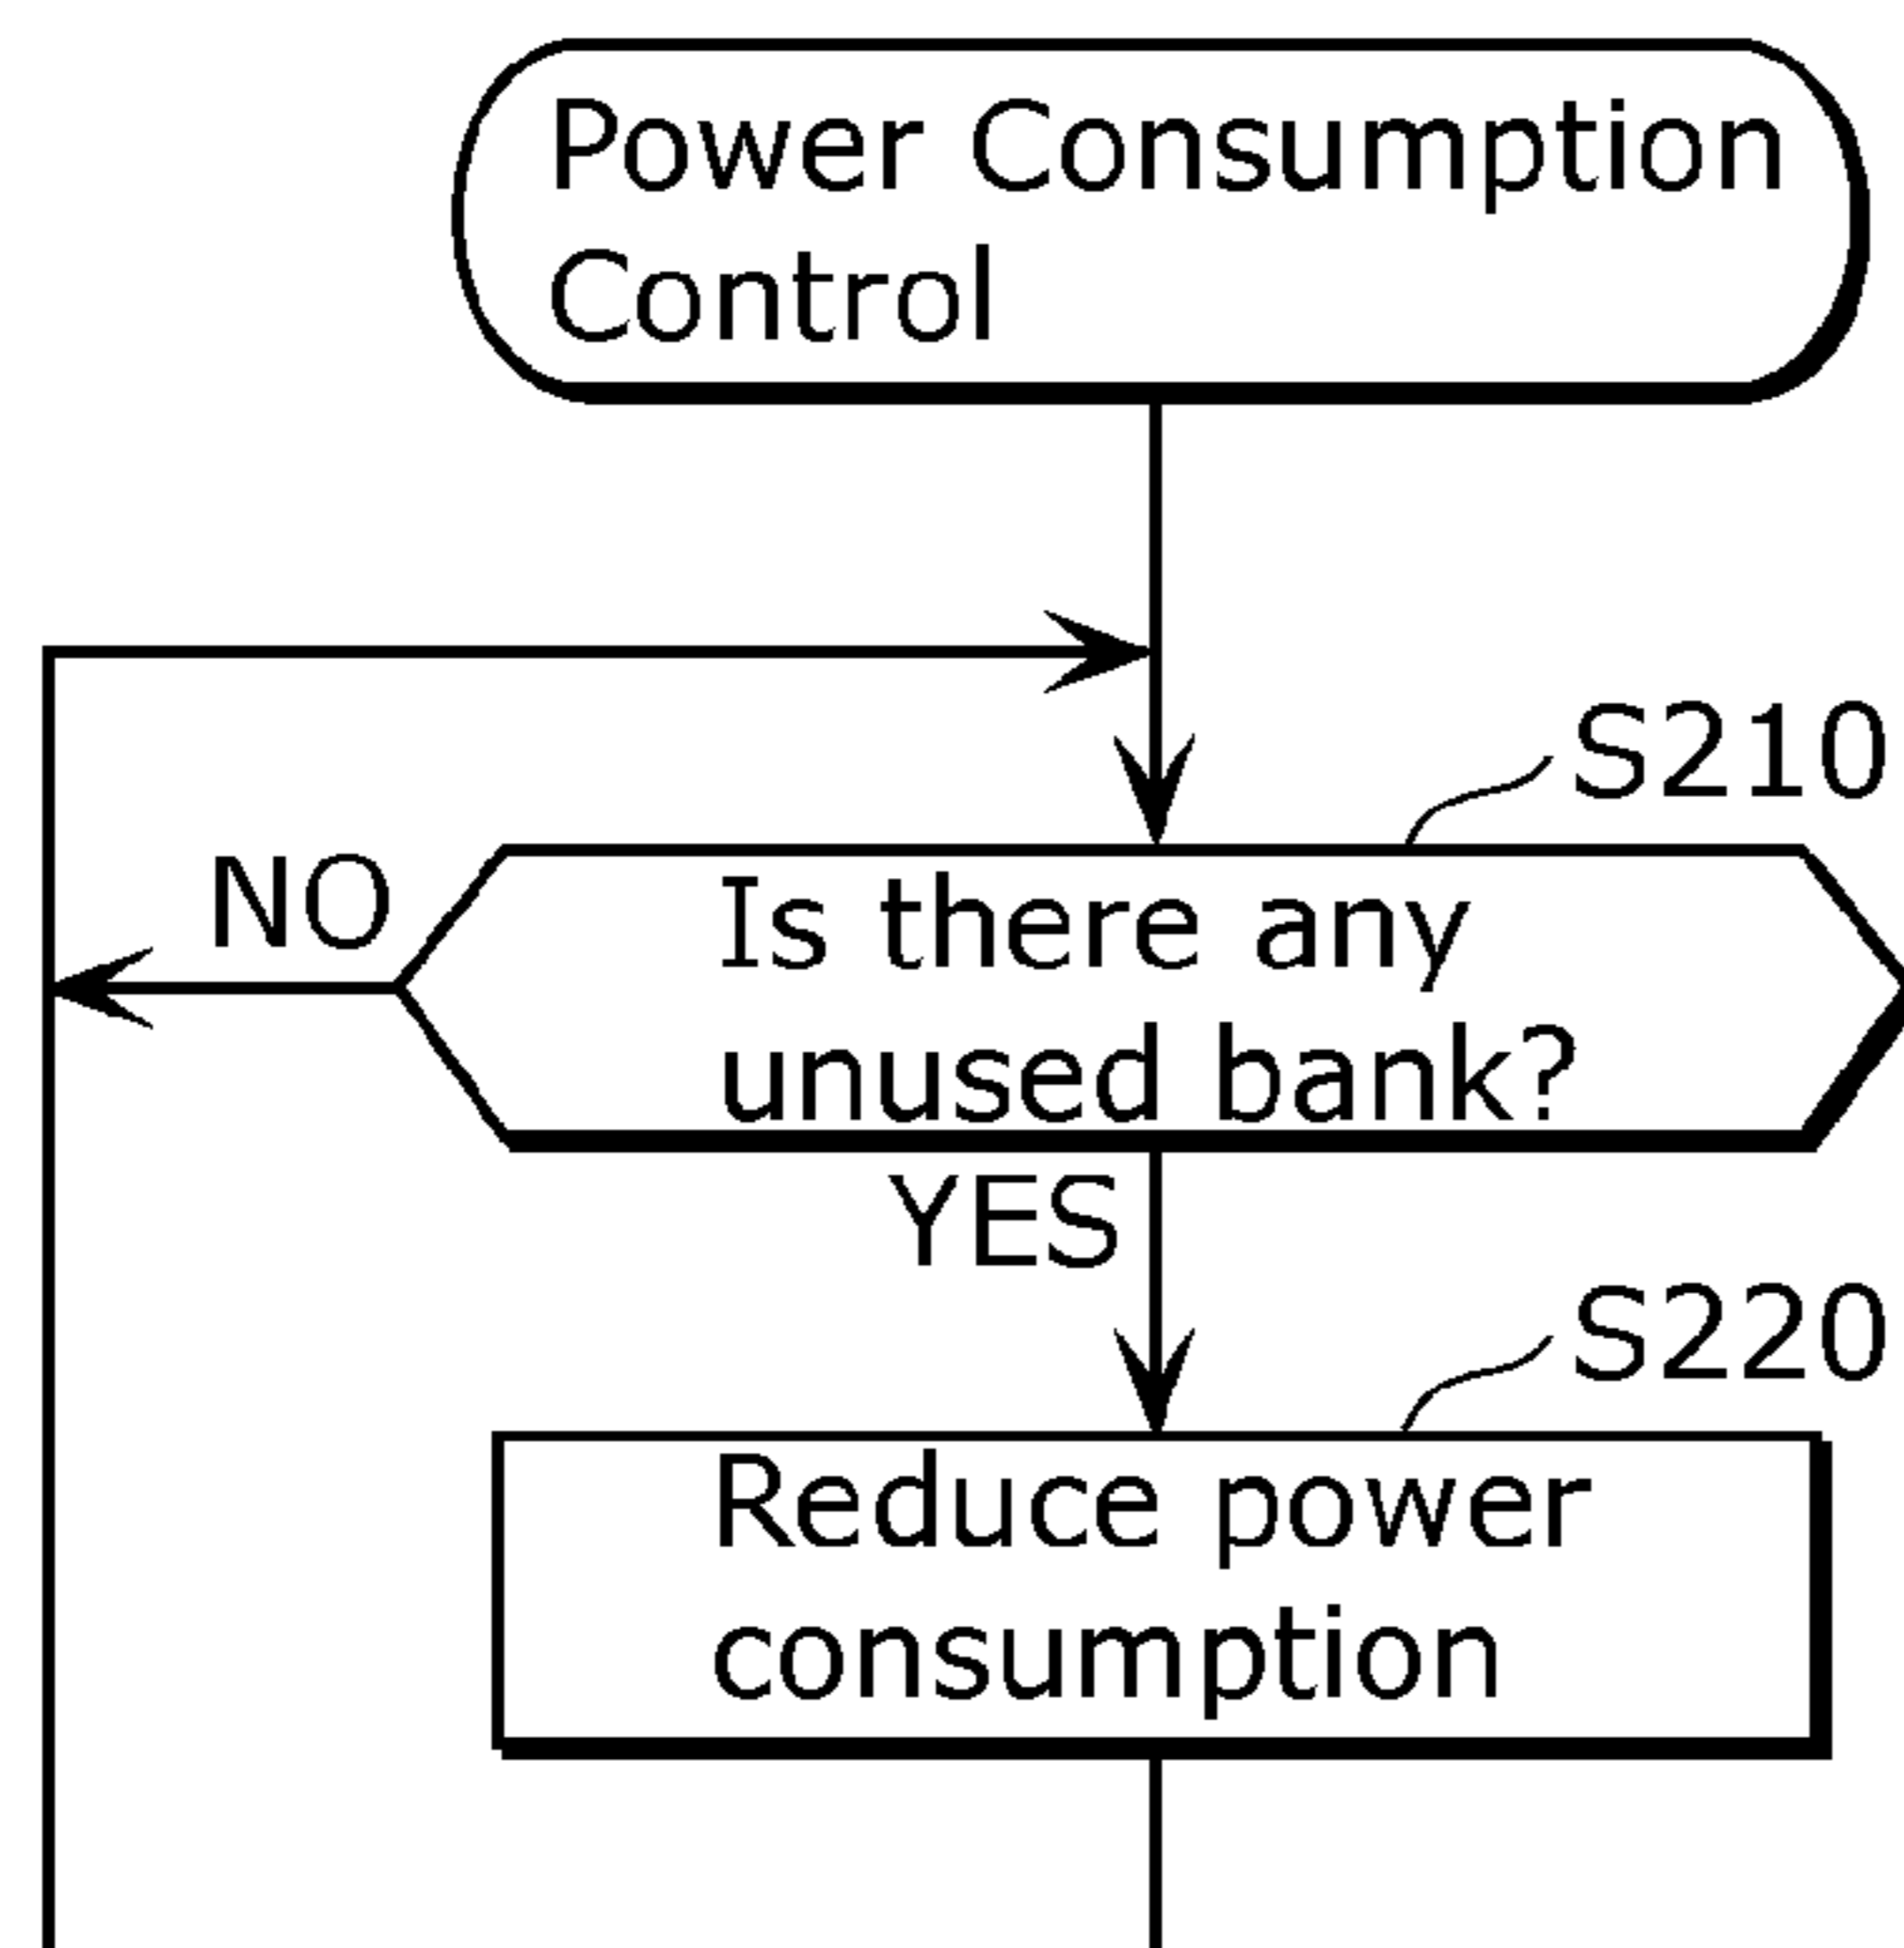 Power Consumption
Control
S210
NO
Is there any
unused bank?
YES
S220
Reduce power
consumption